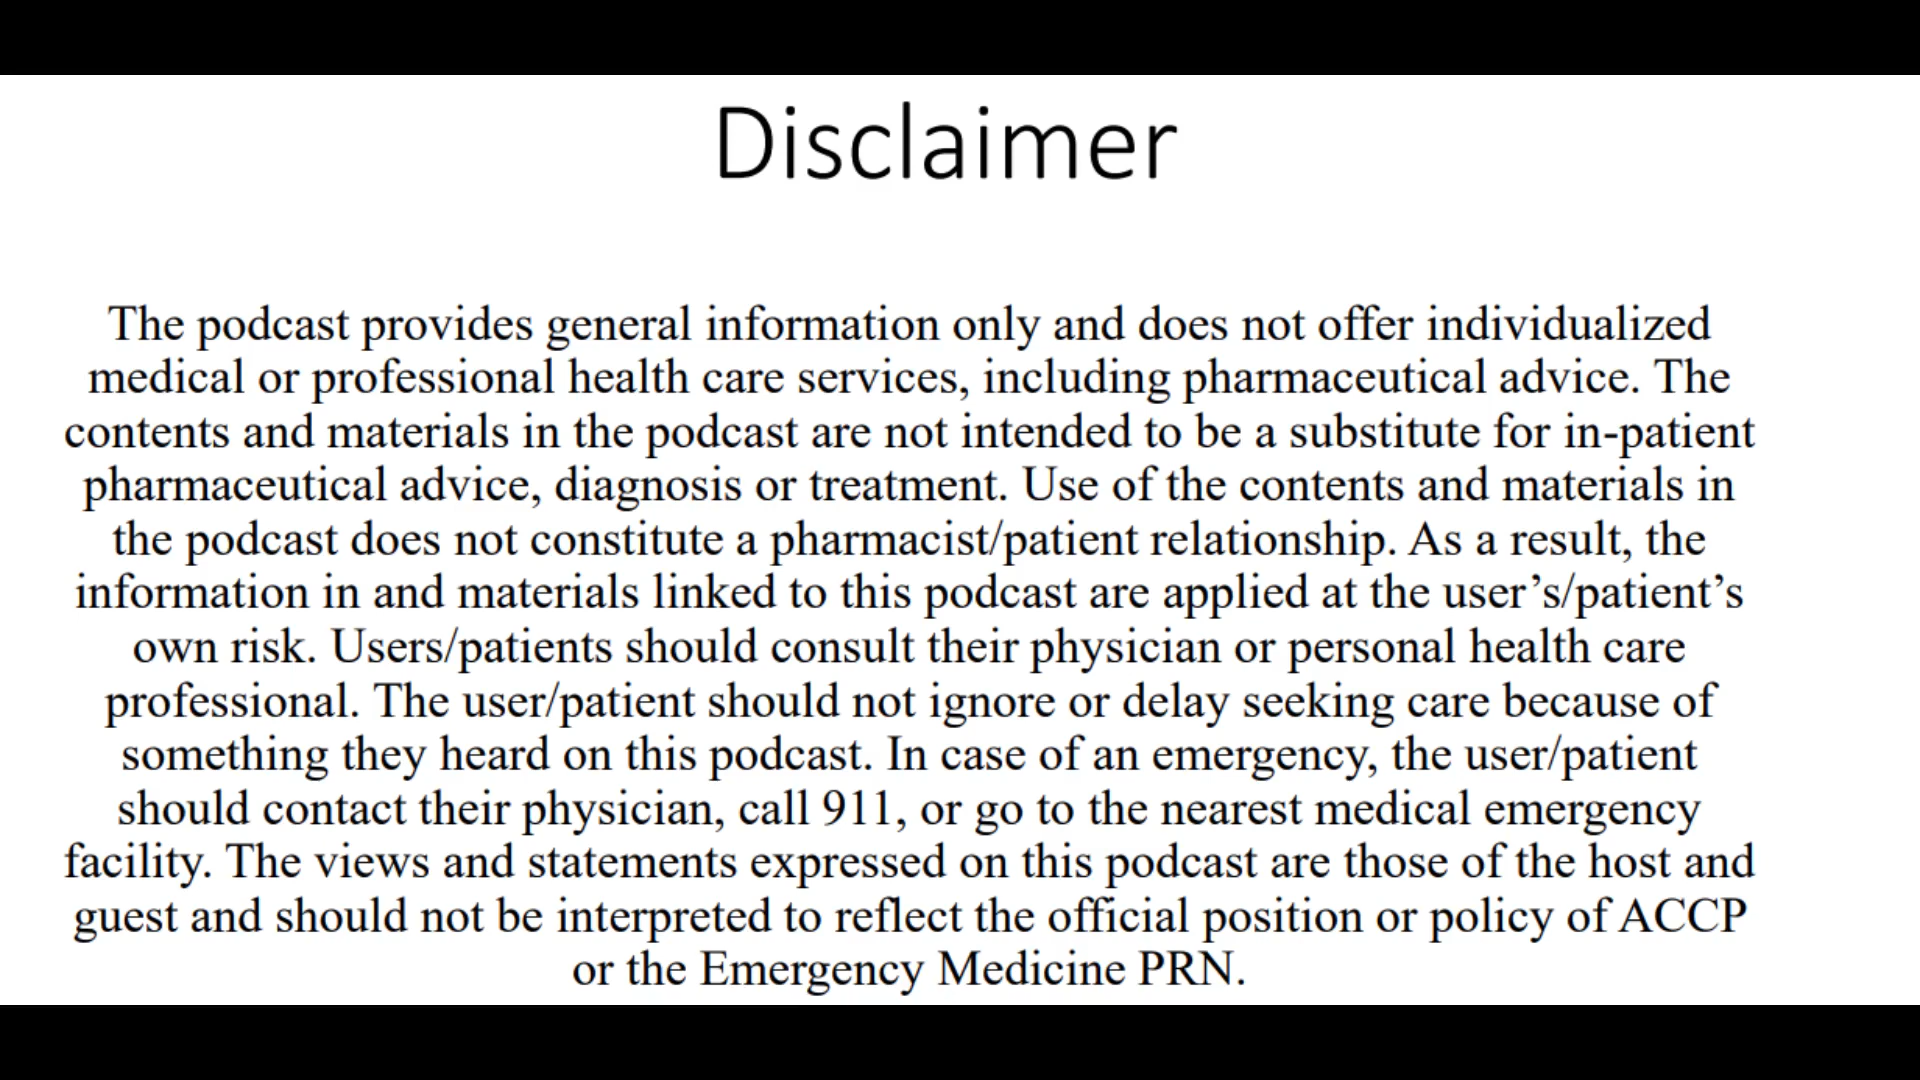 Disclaimer
The podcast provides general information only and does not offer individualized
medical or professional health care services, including pharmaceutical advice. The
contents and materials in the podcast are not intended to be a substitute for in-patient
pharmaceutical advice, diagnosis or treatment. Use of the contents and materials in
the podcast does not constitute a pharmacist/patient relationship. As a result, the
information in and materials linked to this podcast are applied at the user’s/patient’s
own risk. Users/patients should consult their physician or personal health care
professional. The user/patient should not ignore or delay seeking care because of
something they heard on this podcast. In case of an emergency, the user/patient
should contact their physician, call 911, or go to the nearest medical emergency
facility. The views and statements expressed on this podcast are those of the host and
guest and should not be interpreted to reflect the official position or policy of ACCP
or the Emergency Medicine PRN.